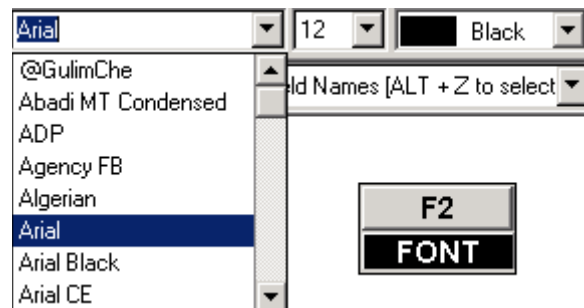 Arial 12 Black
eld Names [ALT + Z to select
@GulimChe
Abadi MT Condensed
ADP
Agency FB
Algerian
Arial
Arial Black
Arial CE
F2
FONT